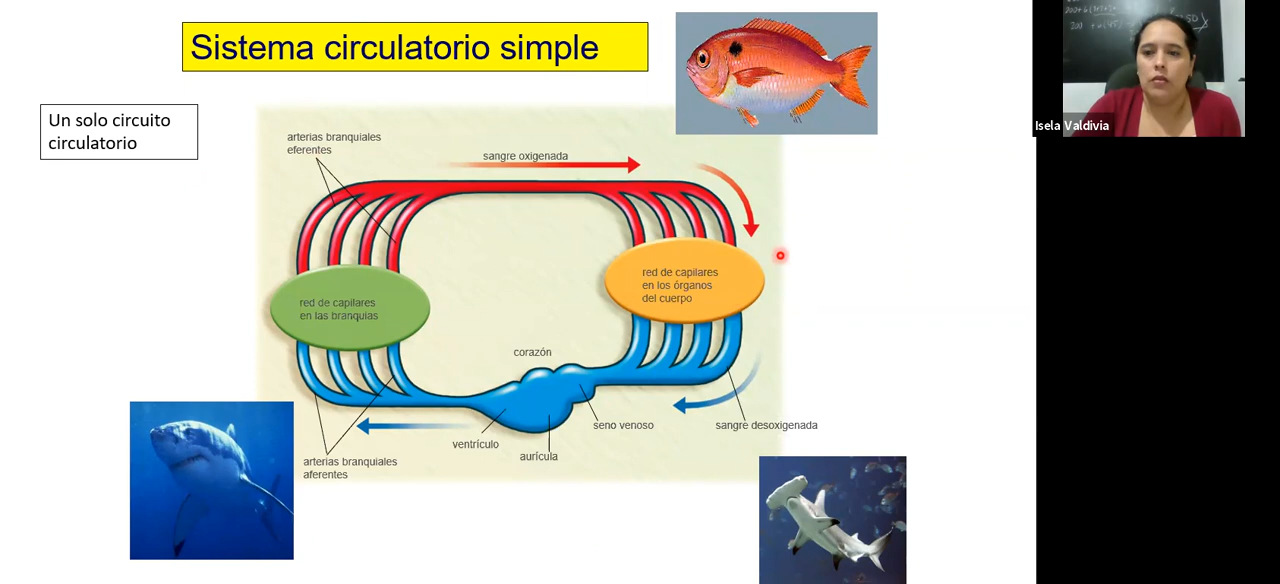 Sistema circulatorio simple
Un solo circuito
circulatorio
arterias branquiales
eferentes
sangre oxigenada
red de capilares
en las branquias
red de capilares
en los órganos
del cuerpo
corazón
ventrículo
aurícula
seno venoso
sangre desoxigenada
arterias branquiales
aferentes
Isela Valdivia